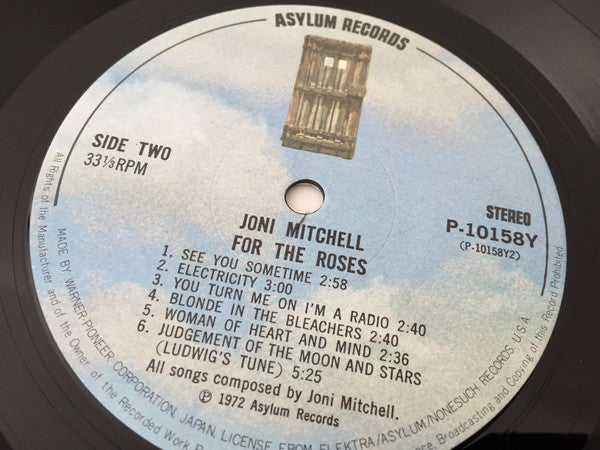 ASYLUM RECORDS
SIDE TWO
33⅓RPM
STEREO
P-10158Y
(P-10158Y2)
JONI MITCHELL
FOR THE ROSES
1. SEE YOU SOMETIME 2:58
2. ELECTRICITY 3:00
3. YOU TURN ME ON I'M A RADIO 2:40
4. BLONDE IN THE BLEACHERS 2:40
5. WOMAN OF HEART AND MIND 2:36
6. JUDGEMENT OF THE MOON AND STARS
(LUDWIG'S TUNE) 5:25
All songs composed by Joni Mitchell.
℗ 1972 Asylum Records
MADE BY WARNER-PIONEER CORPORATION, JAPAN. LICENSE FROM ELEKTRA/ASYLUM/NONESUCH RECORDS, U.S.A.
All Rights of the Manufacturer and of the Owner of the Recorded Work Broadcasting and Copying of this Record Prohibited.